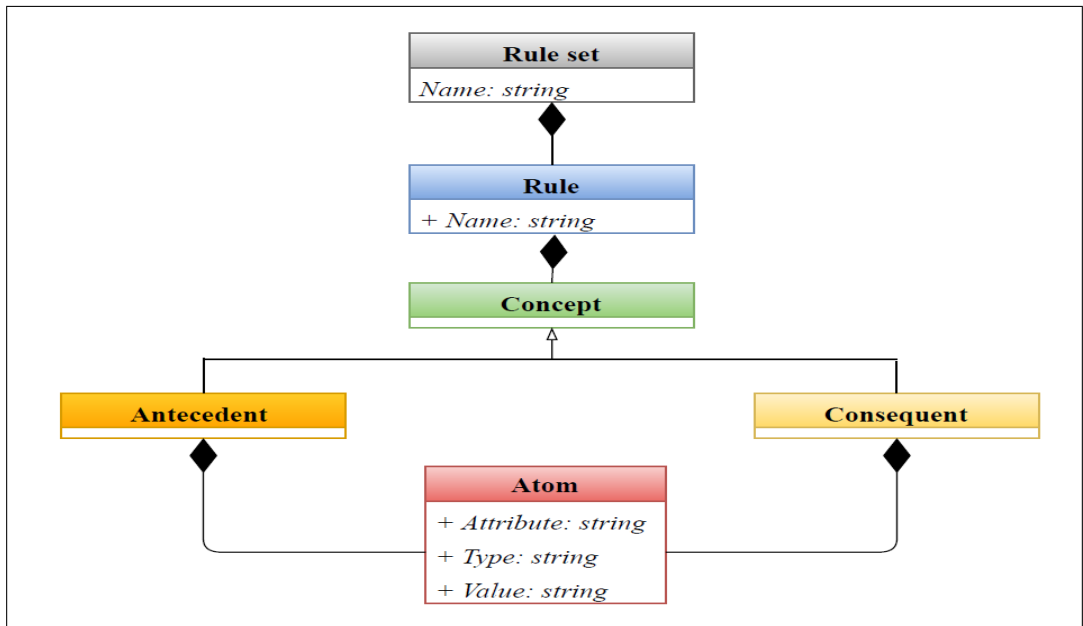 Rule set
Name: string
Rule
+ Name: string
Concept
Antecedent
Consequent
Atom
+ Attribute: string
+ Type: string
+ Value: string